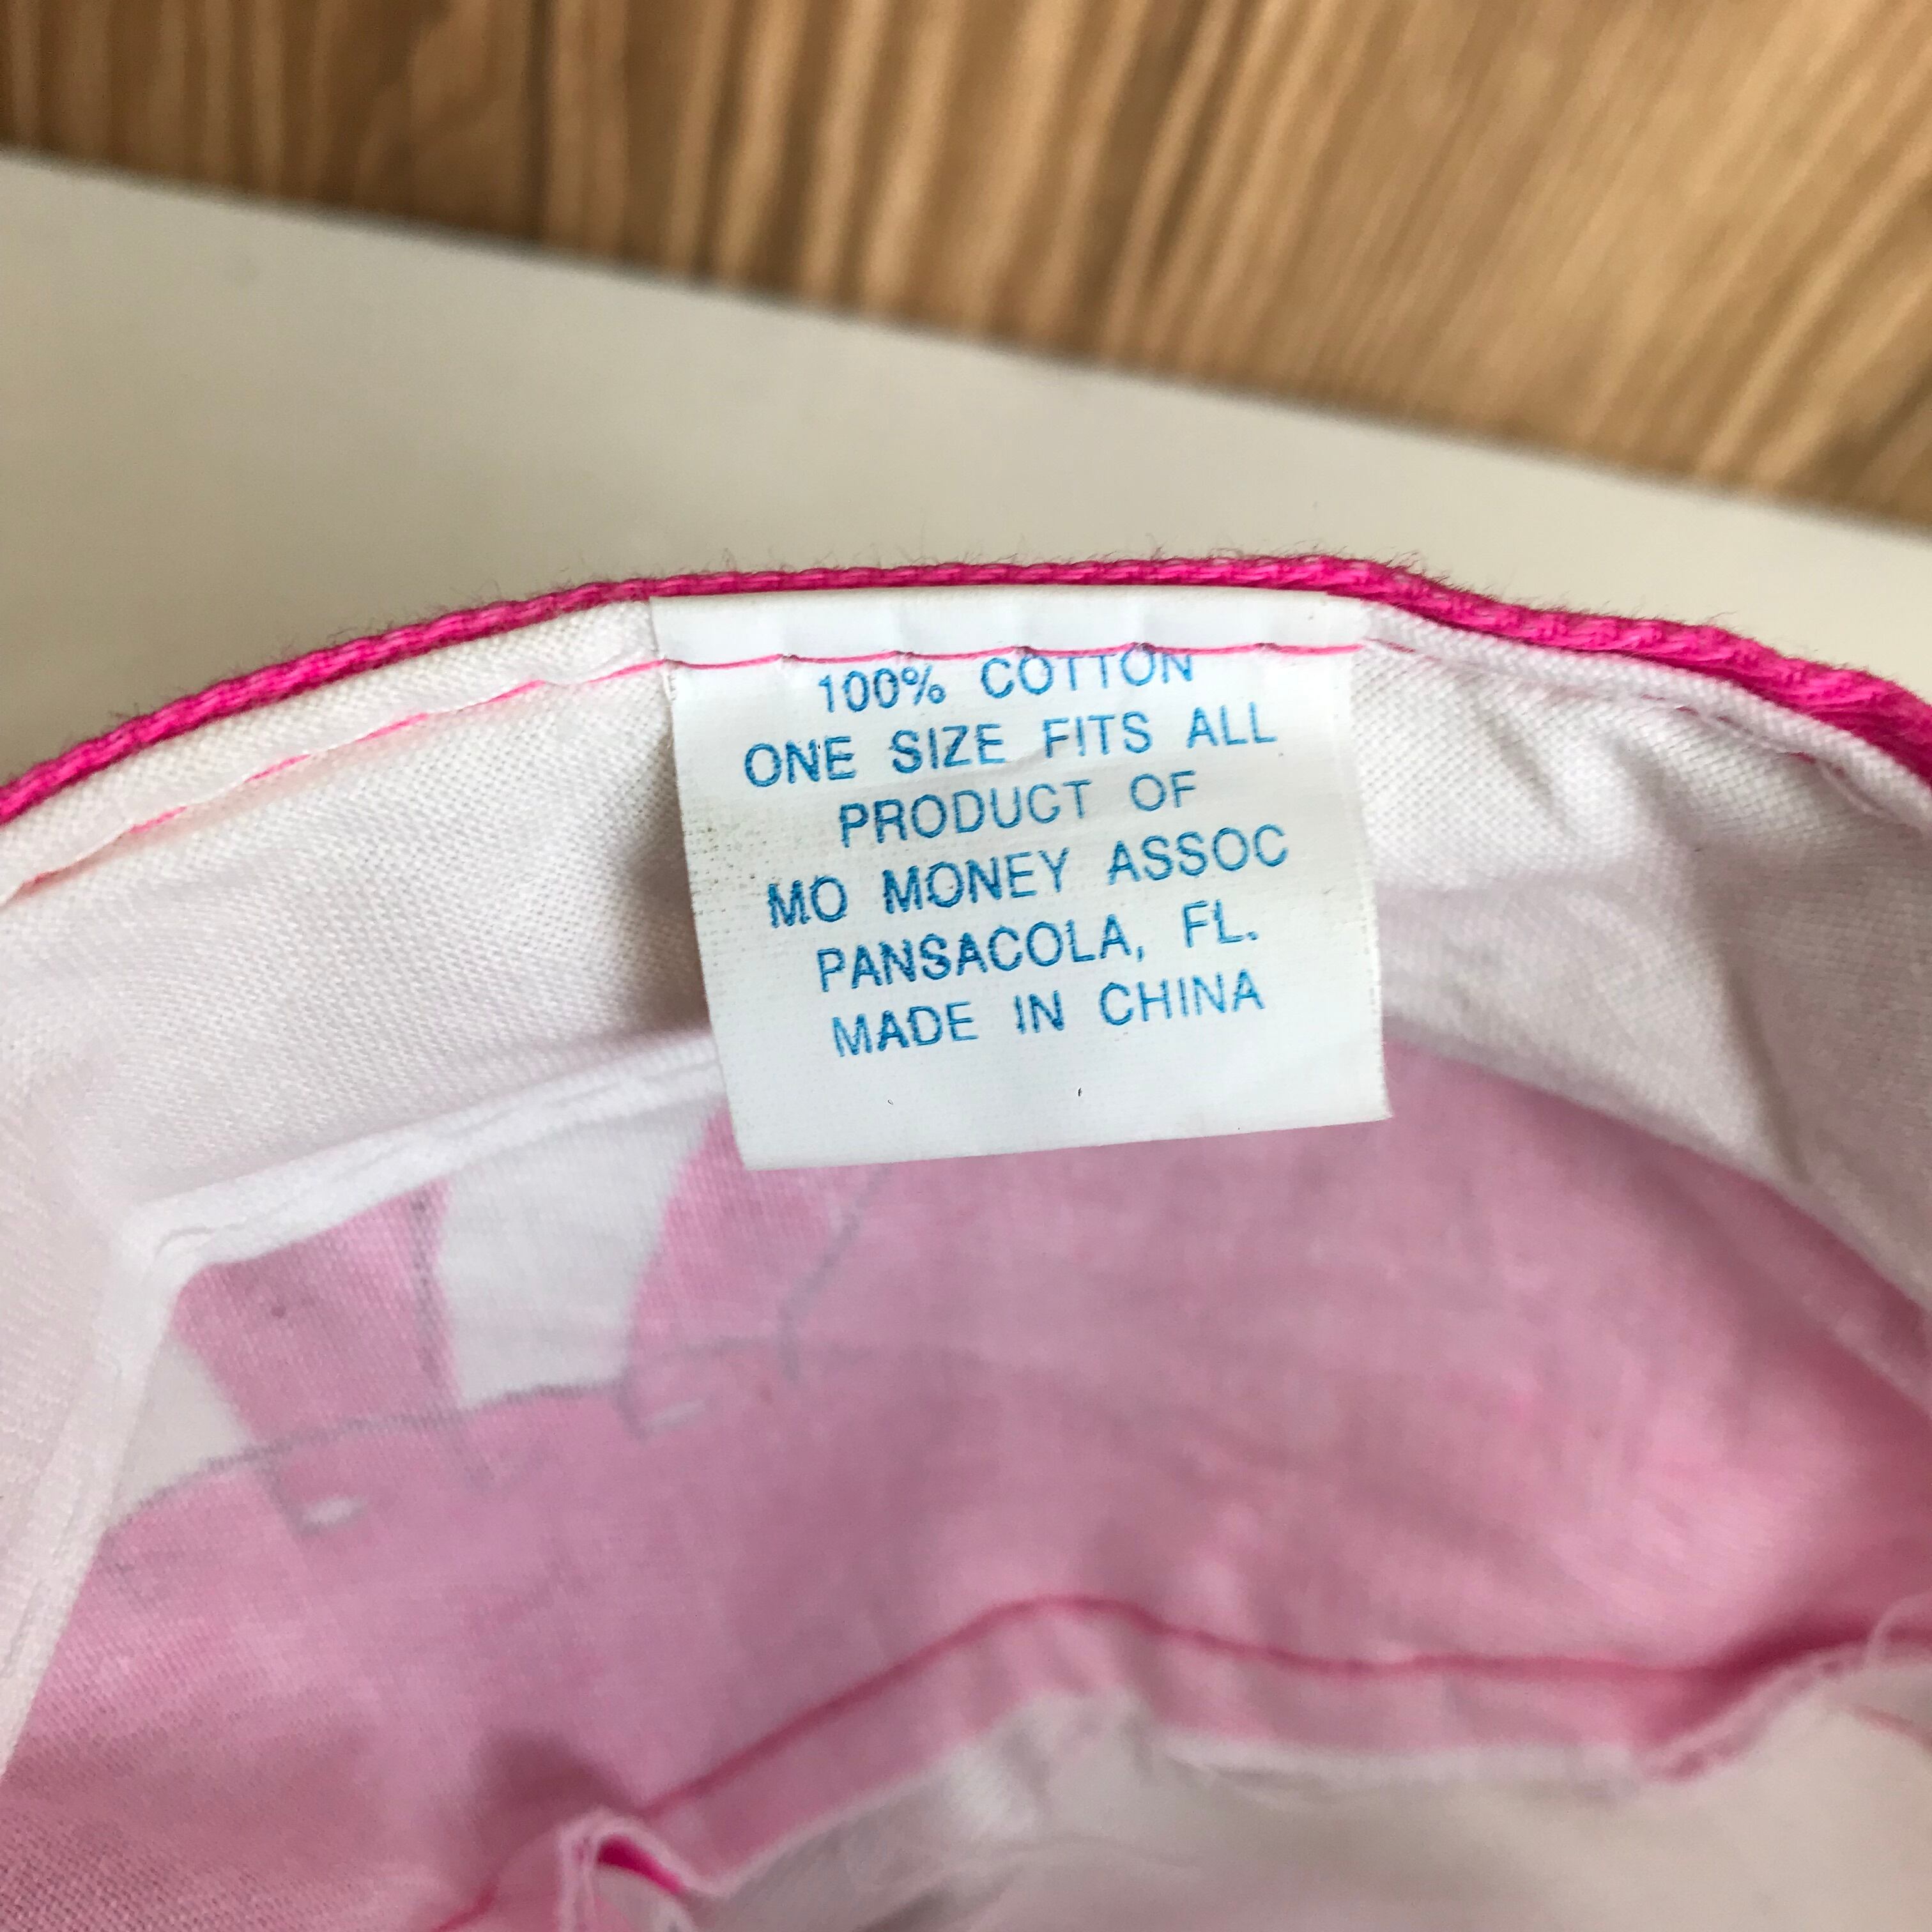 100% COTTON
ONE SIZE FITS ALL
PRODUCT OF
MO MONEY ASSOC
PANSACOLA, FL.
MADE IN CHINA